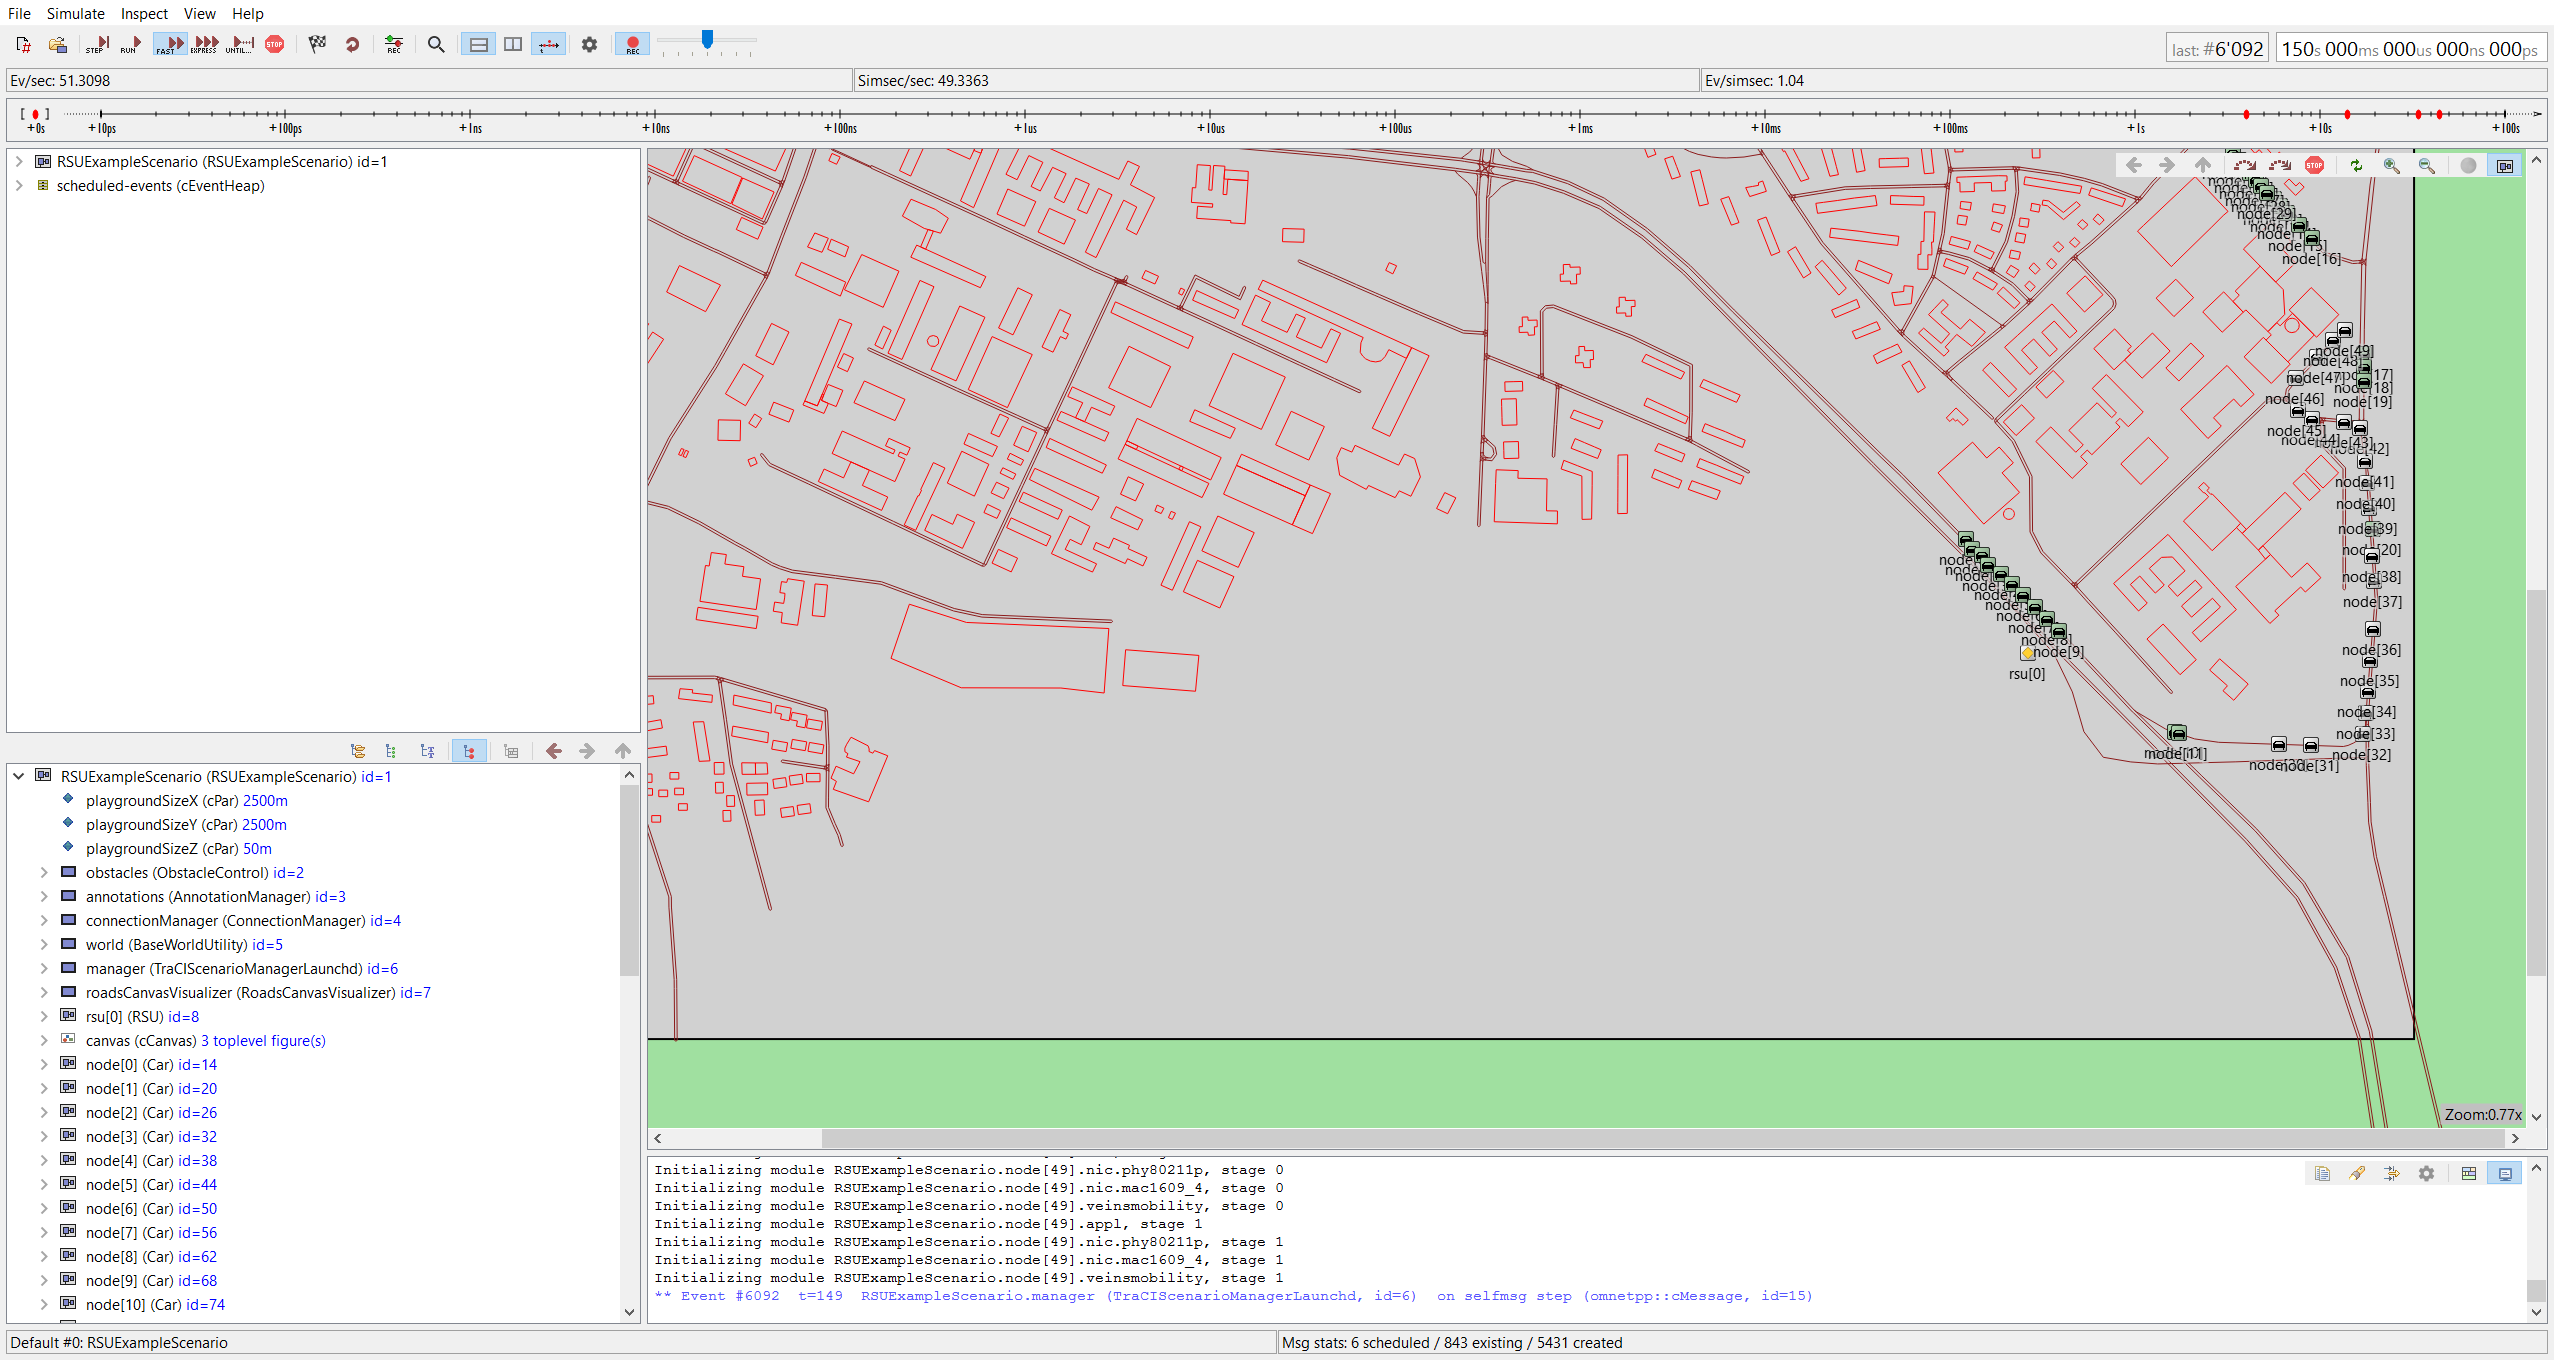 File Simulate Inspect View Help
STEP RUN FAST EXPRESS UNTIL... STOP REC REC
last: #6'092 150s 000ms 000us 000ns 000ps
Ev/sec: 51.3098 Simsec/sec: 49.3363 Ev/simsec: 1.04
+0s +10ps +100ps +1ns +10ns +100ns +1us +10us +100us +1ms +10ms +100ms +1s +10s +100s
RSUExampleScenario (RSUExampleScenario) id=1
scheduled-events (cEventHeap)
RSUExampleScenario (RSUExampleScenario) id=1
playgroundSizeX (cPar) 2500m
playgroundSizeY (cPar) 2500m
playgroundSizeZ (cPar) 50m
obstacles (ObstacleControl) id=2
annotations (AnnotationManager) id=3
connectionManager (ConnectionManager) id=4
world (BaseWorldUtility) id=5
manager (TraCIScenarioManagerLaunchd) id=6
roadsCanvasVisualizer (RoadsCanvasVisualizer) id=7
rsu[0] (RSU) id=8
canvas (cCanvas) 3 toplevel figure(s)
node[0] (Car) id=14
node[1] (Car) id=20
node[2] (Car) id=26
node[3] (Car) id=32
node[4] (Car) id=38
node[5] (Car) id=44
node[6] (Car) id=50
node[7] (Car) id=56
node[8] (Car) id=62
node[9] (Car) id=68
node[10] (Car) id=74
STOP
node[29]
node[15]
node[16]
node[49]
node[48]
node[47]
node[18]
node[46]
node[19]
node[45]
node[44]
node[43]
node[42]
node[41]
node[40]
node[39]
node[20]
node[38]
node[37]
node[8]
node[9]
node[36]
rsu[0]
node[35]
node[34]
node[33]
node[11]
node[32]
node[31]
Zoom:0.77x
Initializing module RSUExampleScenario.node[49].nic.phy80211p, stage 0
Initializing module RSUExampleScenario.node[49].nic.mac1609_4, stage 0
Initializing module RSUExampleScenario.node[49].veinsmobility, stage 0
Initializing module RSUExampleScenario.node[49].appl, stage 1
Initializing module RSUExampleScenario.node[49].nic.phy80211p, stage 1
Initializing module RSUExampleScenario.node[49].nic.mac1609_4, stage 1
Initializing module RSUExampleScenario.node[49].veinsmobility, stage 1
** Event #6092 t=149 RSUExampleScenario.manager (TraCIScenarioManagerLaunchd, id=6) on selfmsg step (omnetpp::cMessage, id=15)
Default #0: RSUExampleScenario
Msg stats: 6 scheduled / 843 existing / 5431 created